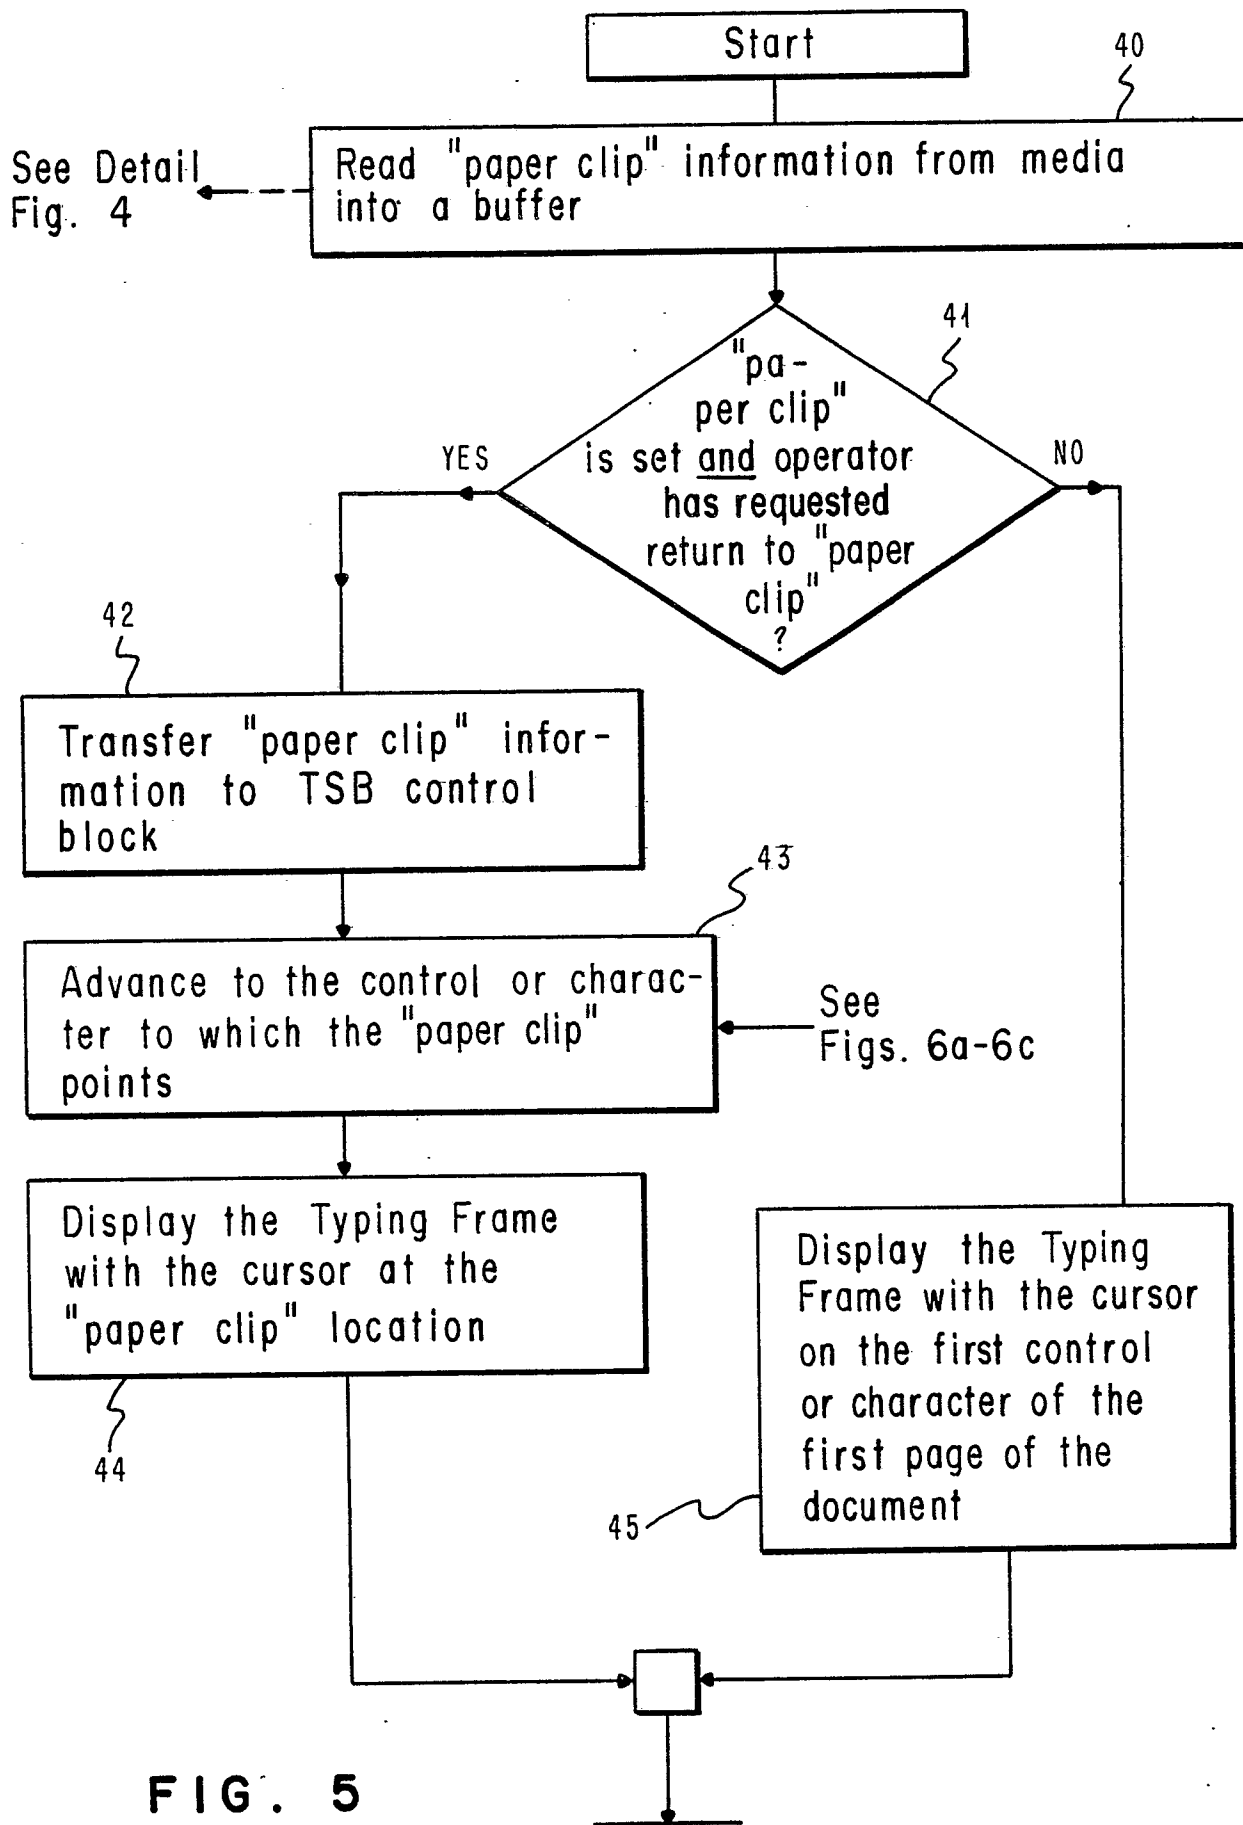 Start
40
See Detail
Fig. 4
Read "paper clip" information from media
into a buffer
41
"pa-
per clip"
is set and operator
has requested
return to "paper
clip"
?
YES
NO
42
Transfer "paper clip" infor-
mation to TSB control
block
43
Advance to the control or charac-
ter to which the "paper clip"
points
See
Figs. 6a-6c
Display the Typing Frame
with the cursor at the
"paper clip" location
44
Display the Typing
Frame with the cursor
on the first control
or character of the
first page of the
document
45
FIG. 5